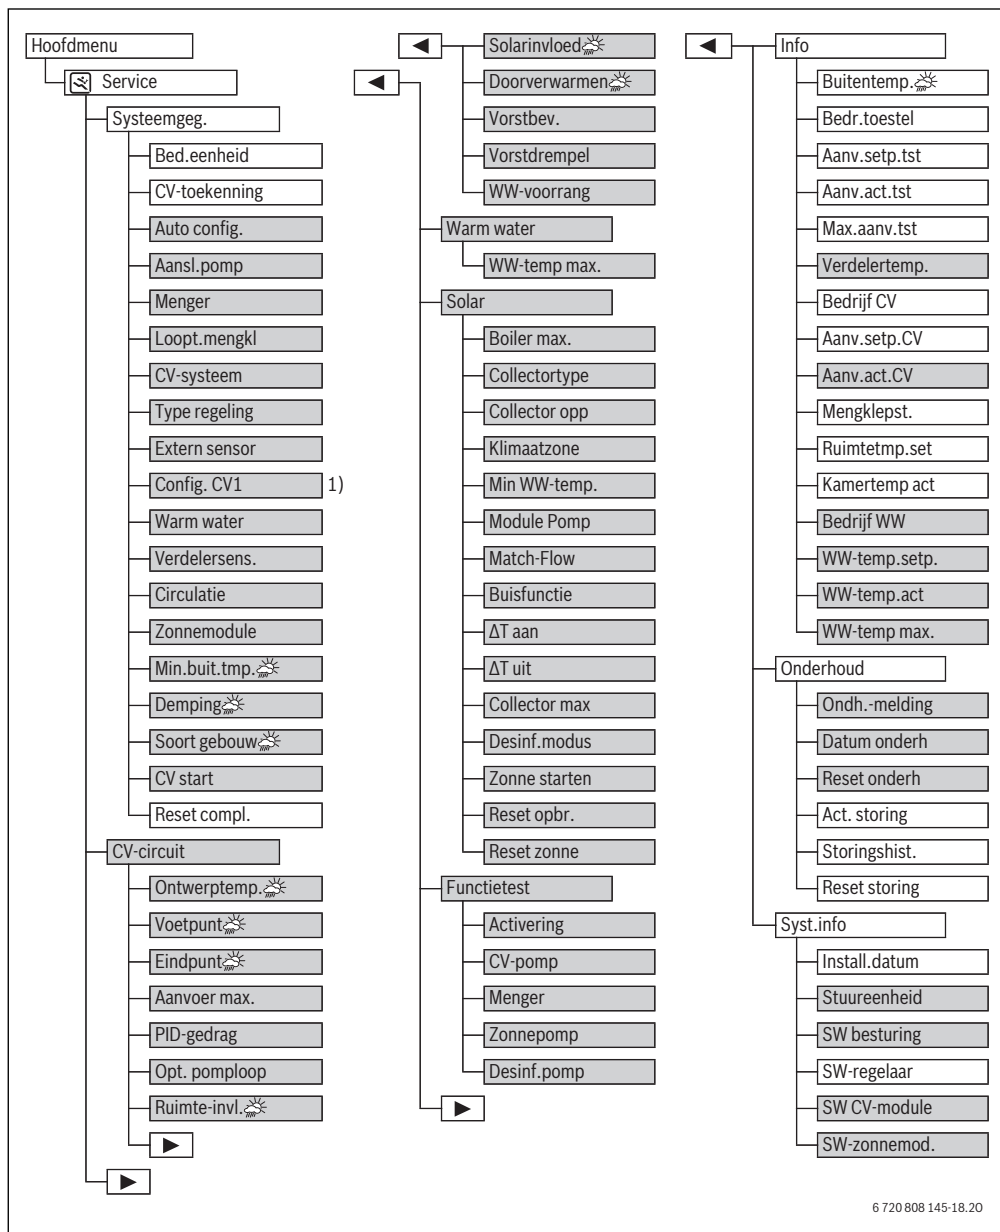 Hoofdmenu
Service
Systeemgeg.
Bed.eenheid
CV-toekenning
Auto config.
Aansl.pomp
Menger
Loopt.mengkl
CV-systeem
Type regeling
Extern sensor
Config. CV1 1)
Warm water
Verdelersens.
Circulatie
Zonnemodule
Min.buit.tmp.
Demping
Soort gebouw
CV start
Reset compl.
CV-circuit
Ontwerptemp.
Voetpunt
Eindpunt
Aanvoer max.
PID-gedrag
Opt. pomploop
Ruimte-invl.
Solarinvloed
Doorverwarmen
Vorstbev.
Vorstdrempel
WW-voorrang
Warm water
WW-temp max.
Solar
Boiler max.
Collectortype
Collector opp
Klimaatzone
Min WW-temp.
Module Pomp
Match-Flow
Buisfunctie
ΔT aan
ΔT uit
Collector max
Desinf.modus
Zonne starten
Reset opbr.
Reset zonne
Functietest
Activering
CV-pomp
Menger
Zonnepomp
Desinf.pomp
Info
Buitentemp.
Bedr.toestel
Aanv.setp.tst
Aanv.act.tst
Max.aanv.tst
Verdelertemp.
Bedrijf CV
Aanv.setp.CV
Aanv.act.CV
Mengklepst.
Ruimtetmp.set
Kamertemp act
Bedrijf WW
WW-temp.setp.
WW-temp.act
WW-temp max.
Onderhoud
Ondh.-melding
Datum onderh
Reset onderh
Act. storing
Storingshist.
Reset storing
Syst.info
Install.datum
Stuureenheid
SW besturing
SW-regelaar
SW CV-module
SW-zonnemod.
6 720 808 145-18.2O